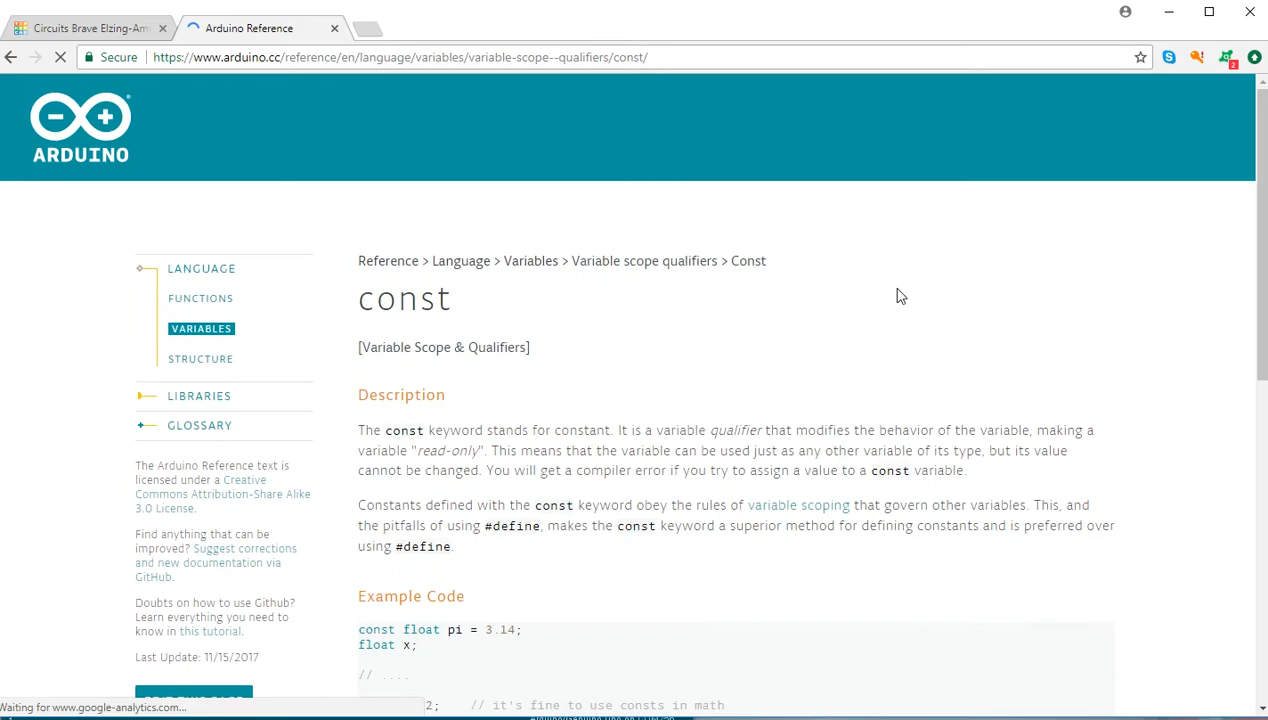 Circuits Brave Elzing-Am
Arduino Reference
Secure
https://www.arduino.cc/reference/en/language/variables/variable-scope--qualifiers/const/
2
ARDUINO
LANGUAGE
FUNCTIONS
VARIABLES
STRUCTURE
LIBRARIES
GLOSSARY
The Arduino Reference text is
licensed under a Creative
Commons Attribution-Share Alike
3.0 License.
Find anything that can be
improved? Suggest corrections
and new documentation via
GitHub.
Doubts on how to use Github?
Learn everything you need to
know in this tutorial.
Last Update: 11/15/2017
Reference > Language > Variables > Variable scope qualifiers > Const
const
[Variable Scope & Qualifiers]
Description
The const keyword stands for constant. It is a variable qualifier that modifies the behavior of the variable, making a
variable "read-only". This means that the variable can be used just as any other variable of its type, but its value
cannot be changed. You will get a compiler error if you try to assign a value to a const variable.
Constants defined with the const keyword obey the rules of variable scoping that govern other variables. This, and
the pitfalls of using #define, makes the const keyword a superior method for defining constants and is preferred over
using #define.
Example Code
const float pi = 3.14;
float x;
// ....
2;    // it's fine to use consts in math
Waiting for www.google-analytics.com...